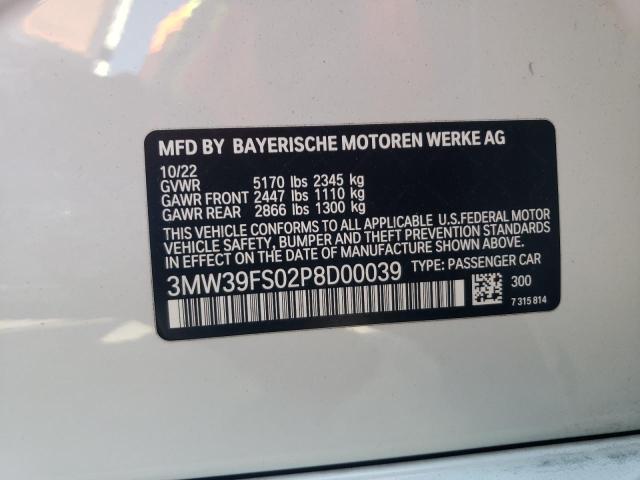 MFD BY BAYERISCHE MOTOREN WERKE AG
10/22
GVWR 5170 lbs 2345 kg
GAWR FRONT 2447 lbs 1110 kg
GAWR REAR 2866 lbs 1300 kg
THIS VEHICLE CONFORMS TO ALL APPLICABLE U.S.FEDERAL MOTOR
VEHICLE SAFETY, BUMPER AND THEFT PREVENTION STANDARDS
IN EFFECT ON THE DATE OF MANUFACTURE SHOWN ABOVE.
3MW39FS02P8D00039 TYPE: PASSENGER CAR
300
7 315 814